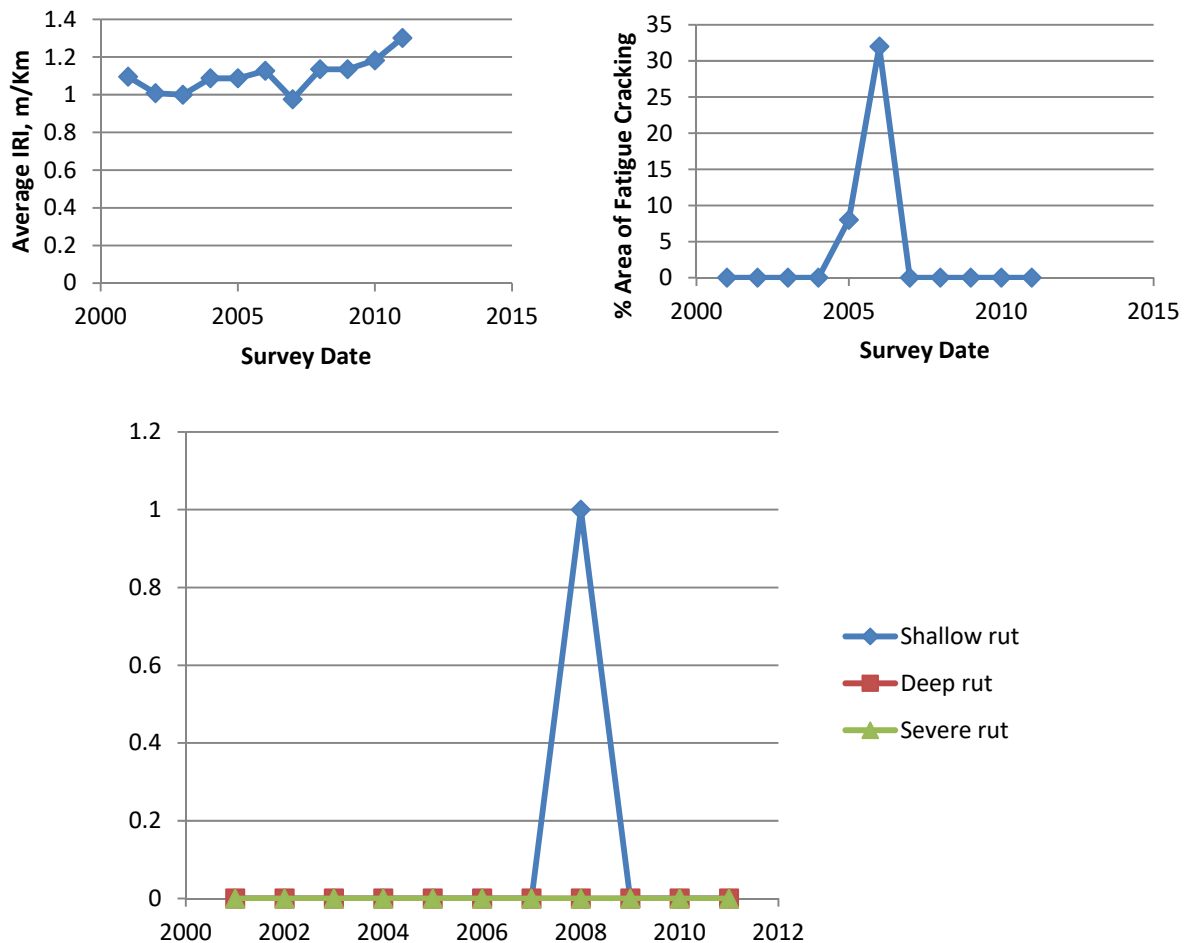 Average IRI, m/Km
1.4
1.2
1
0.8
0.6
0.4
0.2
0
2000 2005 2010 2015
Survey Date
% Area of Fatigue Cracking
35
30
25
20
15
10
5
0
2000 2005 2010 2015
Survey Date
1.2
1
0.8
0.6
0.4
0.2
0
2000 2002 2004 2006 2008 2010 2012
Shallow rut
Deep rut
Severe rut